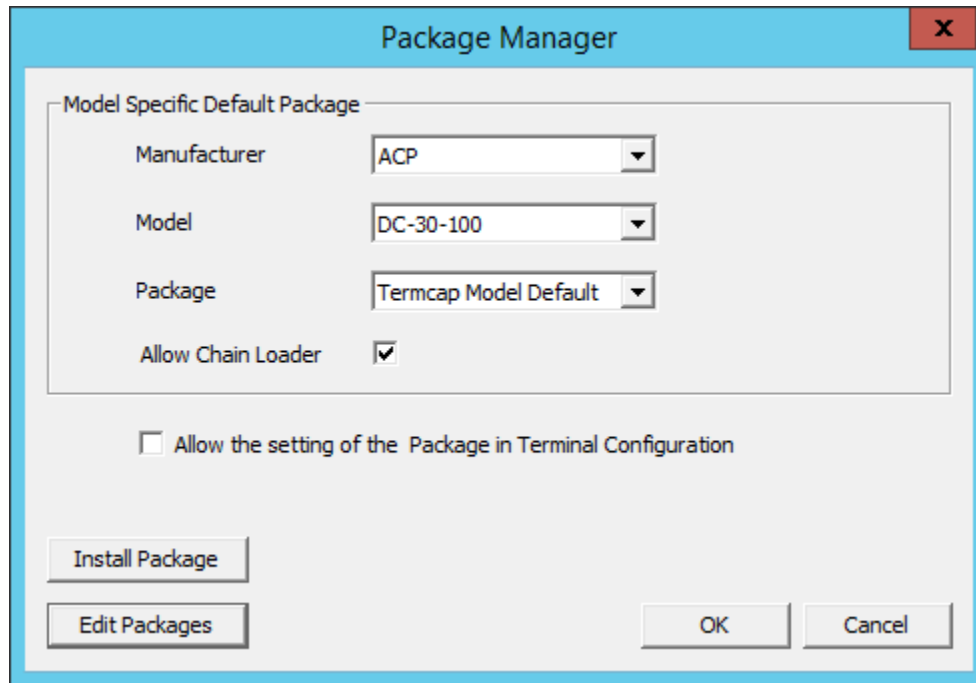 Package Manager
x
Model Specific Default Package
Manufacturer
ACP
Model
DC-30-100
Package
Termcap Model Default
Allow Chain Loader
Allow the setting of the Package in Terminal Configuration
Install Package
Edit Packages
OK
Cancel